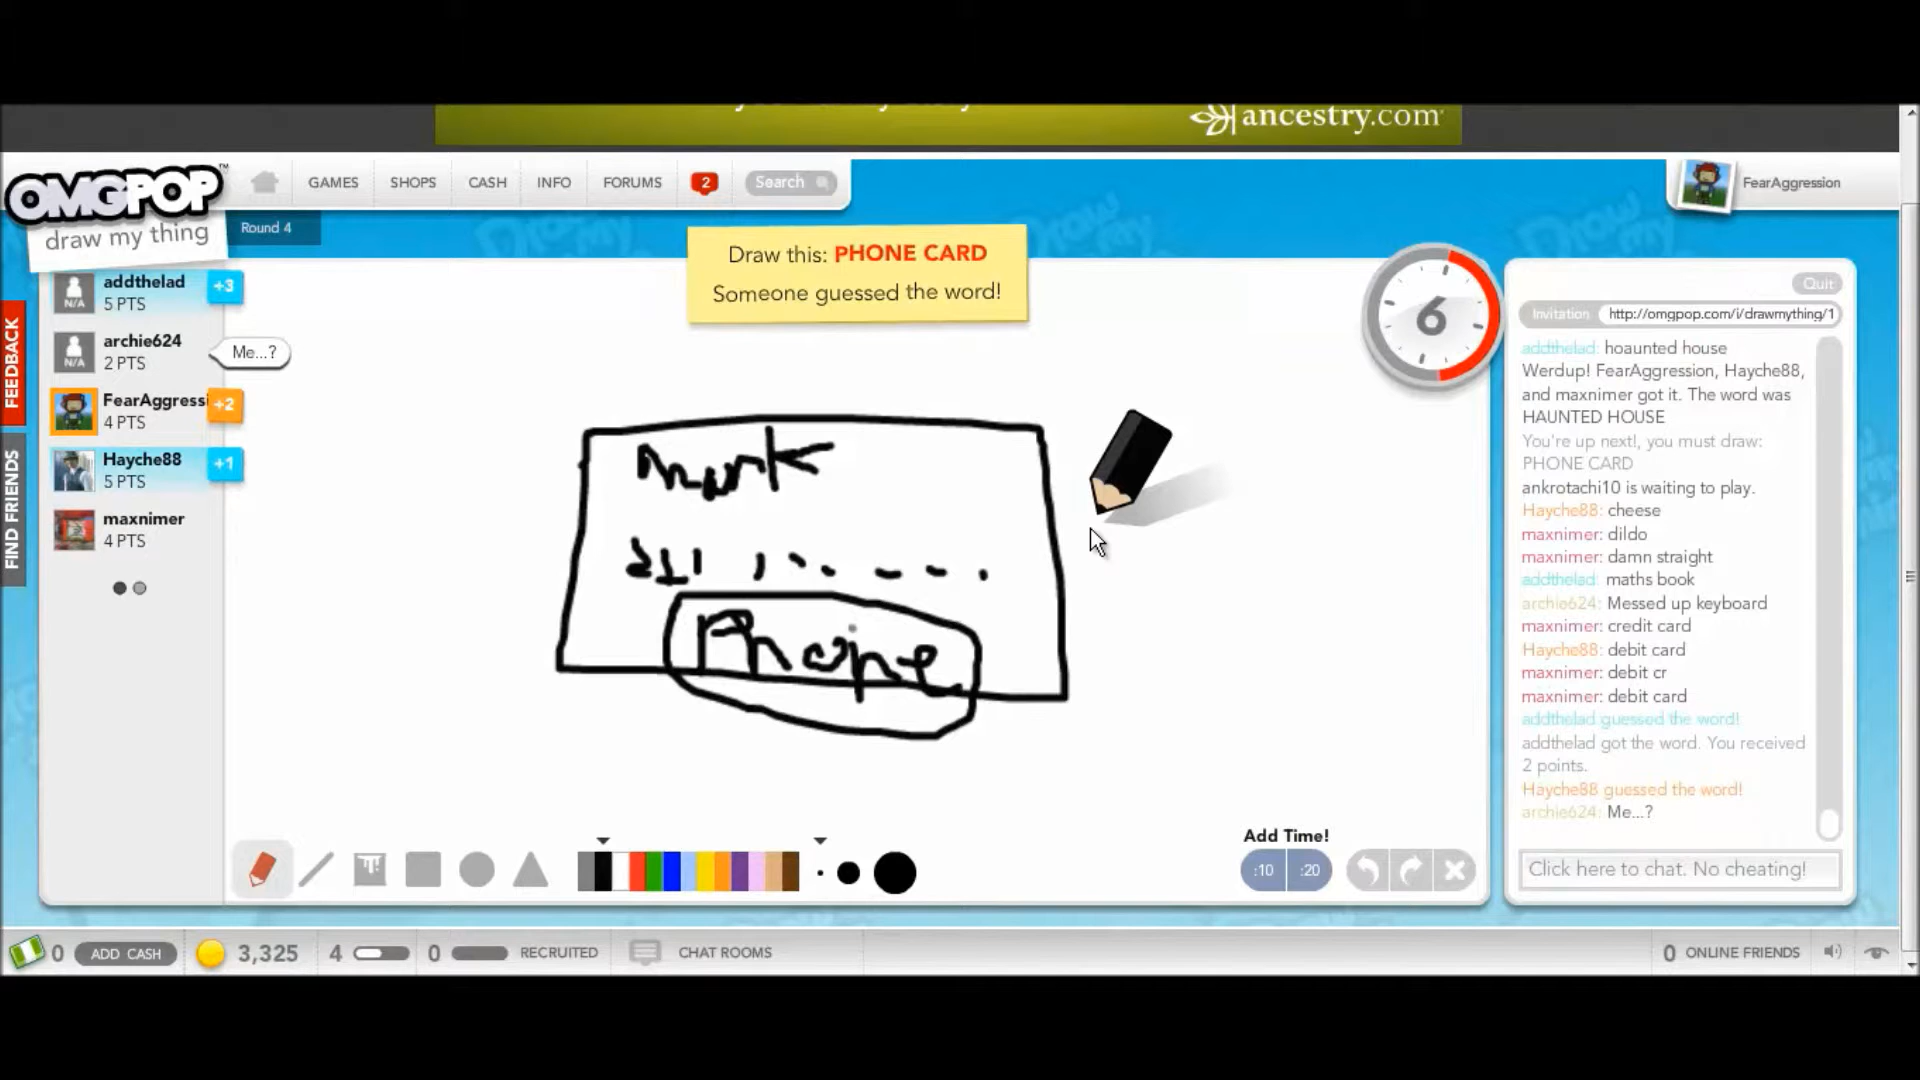 ancestry.com
OMGPOP™
draw my thing
GAMES
SHOPS
CASH
INFO
FORUMS
2
Search
FearAggression
Round 4
Draw this: PHONE CARD
Someone guessed the word!
6
FEEDBACK
FIND FRIENDS
addthelad
5 PTS
+3
N/A
archie624
2 PTS
N/A
Me...?
FearAggressi
4 PTS
+2
Hayche88
5 PTS
+1
maxnimer
4 PTS
mark
Phone
Quit
Invitation http://omgpop.com/i/drawmything/1
addthelad: hoaunted house
Werdup! FearAggression, Hayche88,
and maxnimer got it. The word was
HAUNTED HOUSE
You're up next!, you must draw:
PHONE CARD
ankrotachi10 is waiting to play.
Hayche88: cheese
maxnimer: dildo
maxnimer: damn straight
addthelad: maths book
archie624: Messed up keyboard
maxnimer: credit card
Hayche88: debit card
maxnimer: debit cr
maxnimer: debit card
addthelad guessed the word!
addthelad got the word. You received
2 points.
Hayche88 guessed the word!
archie624: Me...?
Click here to chat. No cheating!
Add Time!
:10
:20
0
ADD CASH
3,325
4
0
RECRUITED
CHAT ROOMS
0 ONLINE FRIENDS